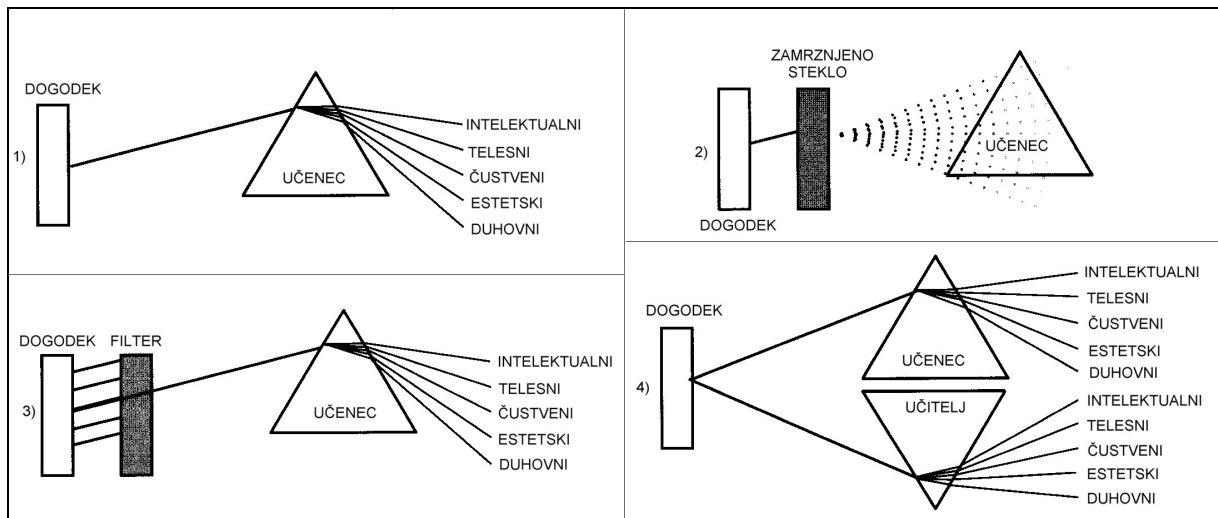 DOGODEK
1)
INTELEKTUALNI
TELESNI
ČUSTVENI
ESTETSKI
DUHOVNI
UČENEC
ZAMRZNJENO
STEKLO
2)
UČENEC
DOGODEK
DOGODEK FILTER
3)
INTELEKTUALNI
TELESNI
ČUSTVENI
ESTETSKI
DUHOVNI
UČENEC
DOGODEK
4)
INTELEKTUALNI
TELESNI
ČUSTVENI
ESTETSKI
DUHOVNI
UČENEC
UČITELJ
INTELEKTUALNI
TELESNI
ČUSTVENI
ESTETSKI
DUHOVNI